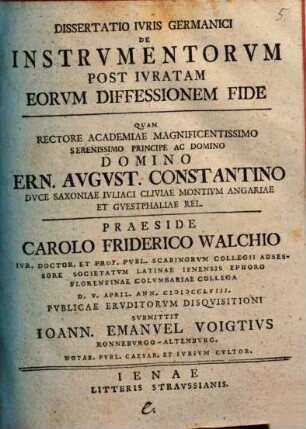 5.
DISSERTATIO IVRIS GERMANICI
DE
INSTRVMENTORVM
POST IVRATAM
EORVM DIFFESSIONEM FIDE
QVAM
RECTORE ACADEMIAE MAGNIFICENTISSIMO
SERENISSIMO PRINCIPE AC DOMINO
DOMINO
ERN. AVGVST. CONSTANTINO
DVCE SAXONIAE IVLIACI CLIVIAE MONTIVM ANGARIAE
ET GVESTPHALIAE REL.
PRAESIDE
CAROLO FRIDERICO WALCHIO
IVR. DOCTOR. ET PROF. PVBL. SCABINORVM COLLEGII ADSES-
SORE SOCIETATVM LATINAE IENENSIS EPHORO
FLORENTINAE COLVMBARIAE COLLEGA
D. V. APRIL. ANN. CIƆIƆCCLVIII.
PVBLICAE ERVDITORVM DISQVISITIONI
SVBMITTIT
IOANN. EMANVEL VOIGTIVS
RONNEBVRGO-ALTENBVRG.
NOTAR. PVBL. CAESAR. ET IVRIVM CVLTOR.
IENAE
LITTERIS STRAVSSIANIS.